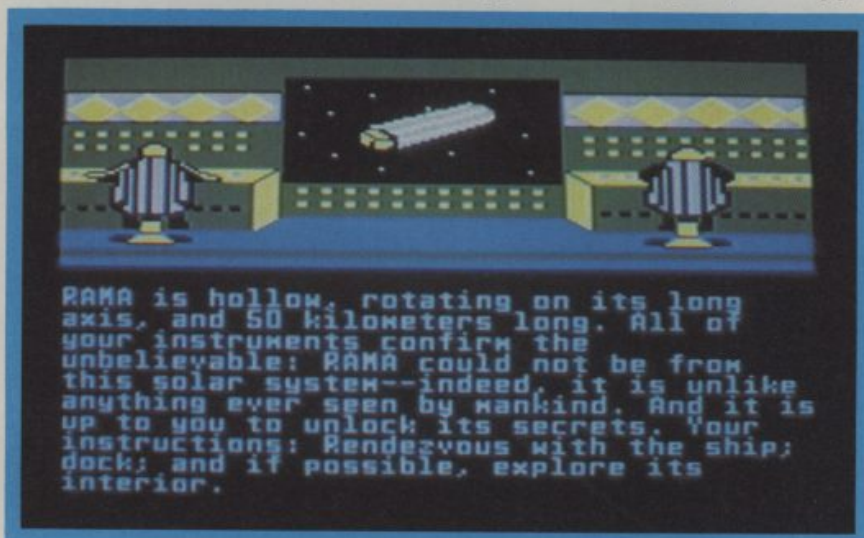 RAMA is hollow, rotating on its long
axis, and 50 kilometers long. All of
your instruments confirm the
unbelievable: RAMA could not be from
this solar system--indeed, it is unlike
anything ever seen by mankind. And it is
up to you to unlock its secrets. Your
instructions: Rendezvous with the ship;
dock; and if possible, explore its
interior.